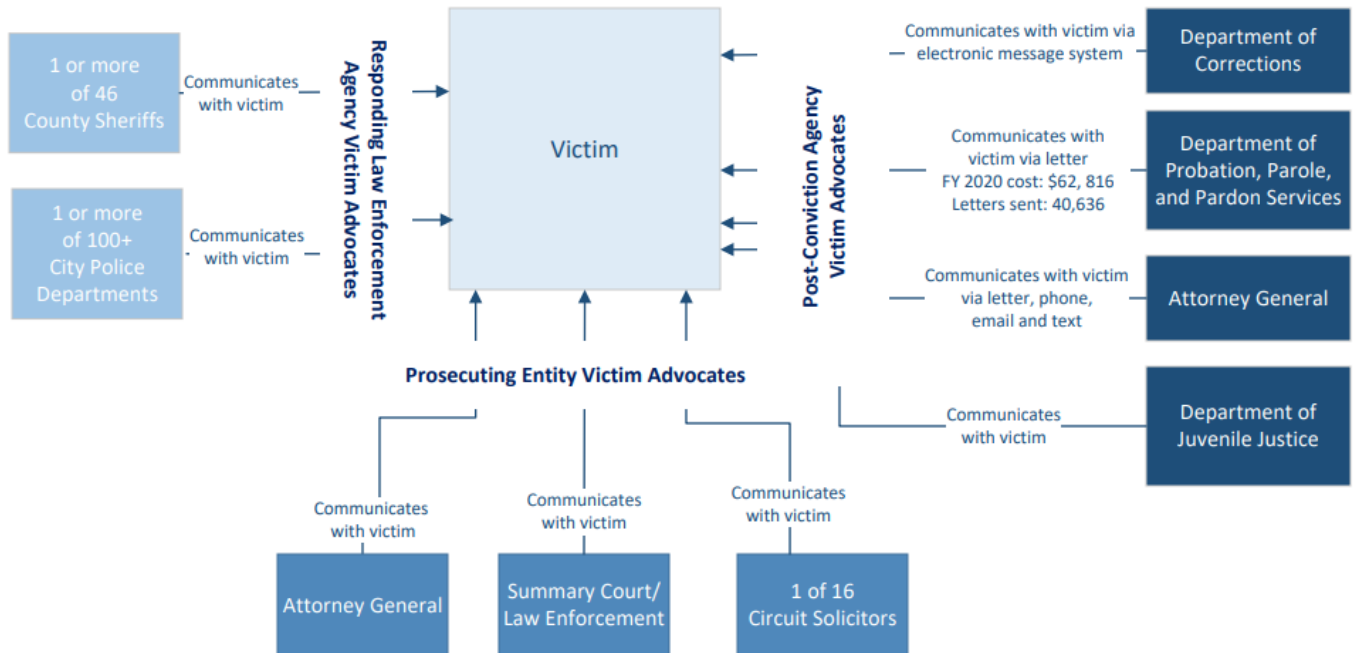 1 or more
of 46
County Sheriffs
Communicates
with victim
1 or more
of 100+
City Police
Departments
Communicates
with victim
Responding Law Enforcement
Agency Victim Advocates
Victim
Post-Conviction Agency
Victim Advocates
Communicates with victim via
electronic message system
Department of
Corrections
Communicates with
victim via letter
FY 2020 cost: $62, 816
Letters sent: 40,636
Department of
Probation, Parole,
and Pardon Services
Communicates with victim
via letter, phone,
email and text
Attorney General
Communicates
with victim
Department of
Juvenile Justice
Prosecuting Entity Victim Advocates
Communicates
with victim
Attorney General
Communicates
with victim
Summary Court/
Law Enforcement
Communicates
with victim
1 of 16
Circuit Solicitors